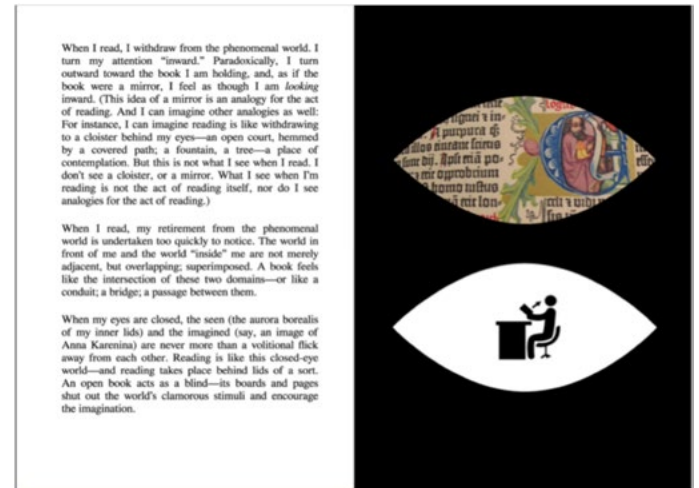 When I read, I withdraw from the phenomenal world. I
turn my attention “inward.” Paradoxically, I turn
outward toward the book I am holding, and, as if the
book were a mirror, I feel as though I am looking
inward. (This idea of a mirror is an analogy for the act
of reading. And I can imagine other analogies as well:
For instance, I can imagine reading is like withdrawing
to a cloister behind my eyes—an open court, hemmed
by a covered path; a fountain, a tree—a place of
contemplation. But this is not what I see when I read. I
don’t see a cloister, or a mirror. What I see when I’m
reading is not the act of reading itself, nor do I see
analogies for the act of reading.)
When I read, my retirement from the phenomenal
world is undertaken too quickly to notice. The world in
front of me and the world “inside” me are not merely
adjacent, but overlapping; superimposed. A book feels
like the intersection of these two domains—or like a
conduit; a bridge; a passage between them.
When my eyes are closed, the seen (the aurora borealis
of my inner lids) and the imagined (say, an image of
Anna Karenina) are never more than a volitional flick
away from each other. Reading is like this closed-eye
world—and reading takes place behind lids of a sort.
An open book acts as a blind—its boards and pages
shut out the world’s clamorous stimuli and encourage
the imagination.
purpura
homo